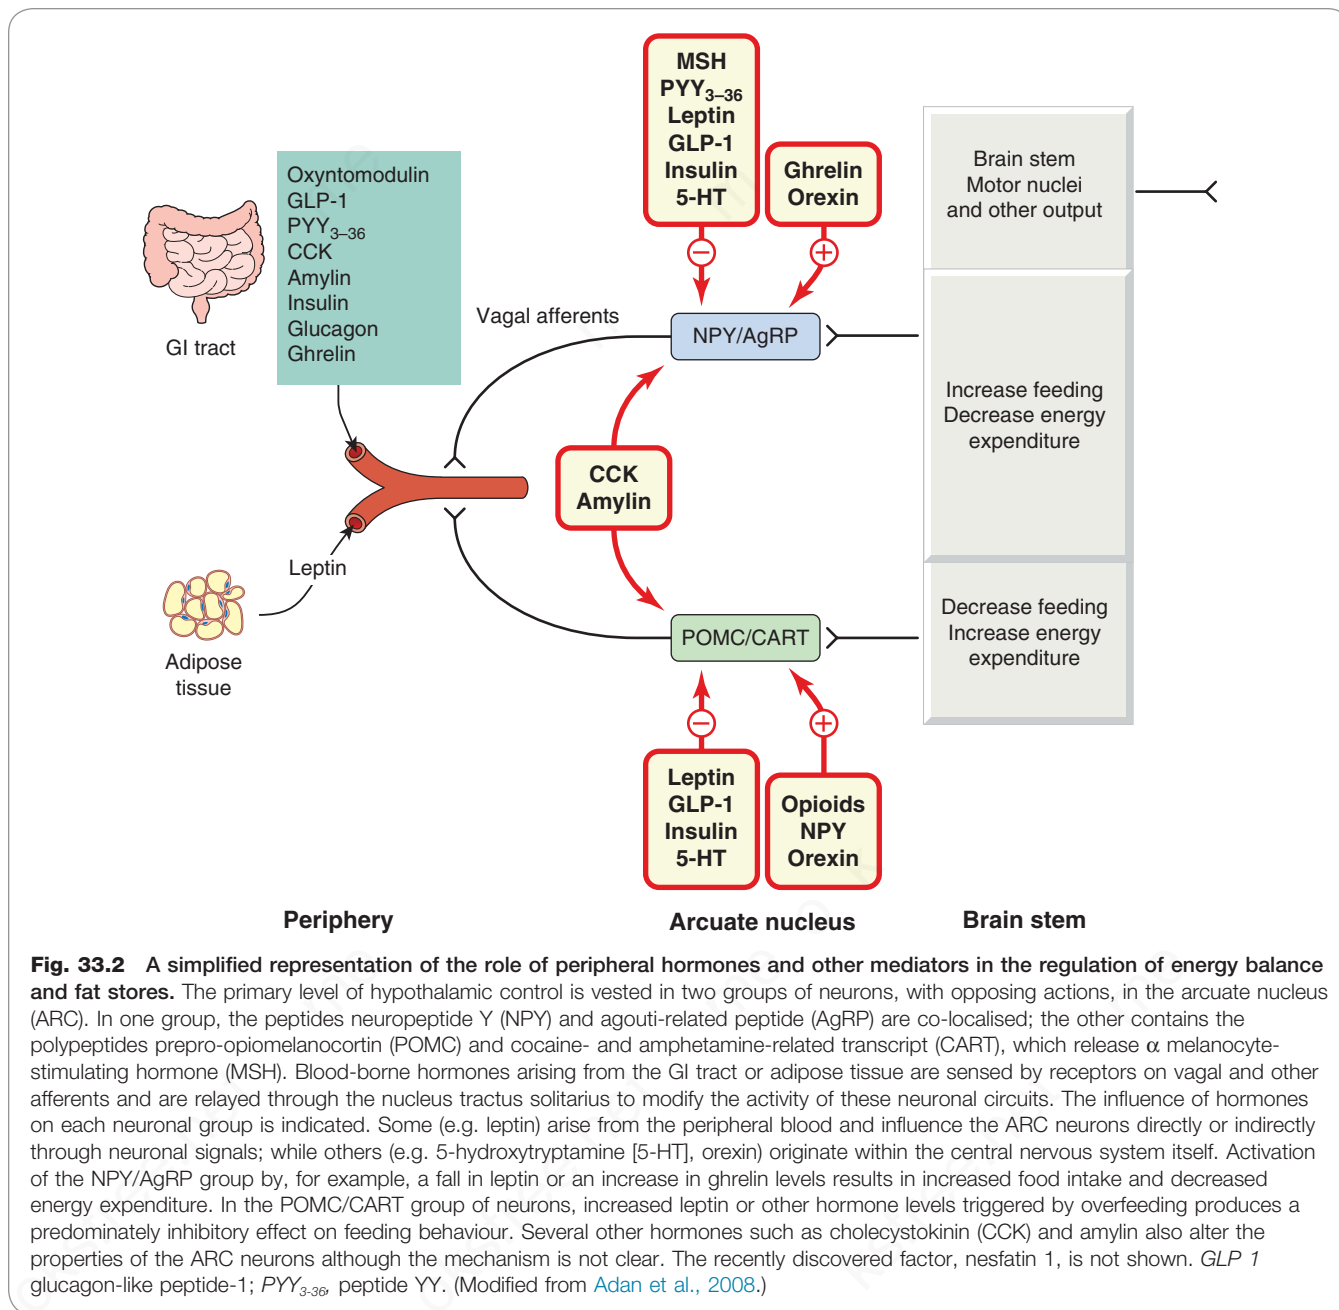 MSH
PYY3–36
Leptin
GLP-1
Insulin
5-HT
Ghrelin
Orexin
Brain stem
Motor nuclei
and other output
Oxyntomodulin
GLP-1
PYY3–36
CCK
Amylin
Insulin
Glucagon
Ghrelin
GI tract
Vagal afferents
NPY/AgRP
Increase feeding
Decrease energy
expenditure
CCK
Amylin
Leptin
Adipose
tissue
POMC/CART
Decrease feeding
Increase energy
expenditure
Leptin
GLP-1
Insulin
5-HT
Opioids
NPY
Orexin
Periphery
Arcuate nucleus
Brain stem
Fig. 33.2 A simplified representation of the role of peripheral hormones and other mediators in the regulation of energy balance
and fat stores. The primary level of hypothalamic control is vested in two groups of neurons, with opposing actions, in the arcuate nucleus
(ARC). In one group, the peptides neuropeptide Y (NPY) and agouti-related peptide (AgRP) are co-localised; the other contains the
polypeptides prepro-opiomelanocortin (POMC) and cocaine- and amphetamine-related transcript (CART), which release α melanocyte-
stimulating hormone (MSH). Blood-borne hormones arising from the GI tract or adipose tissue are sensed by receptors on vagal and other
afferents and are relayed through the nucleus tractus solitarius to modify the activity of these neuronal circuits. The influence of hormones
on each neuronal group is indicated. Some (e.g. leptin) arise from the peripheral blood and influence the ARC neurons directly or indirectly
through neuronal signals; while others (e.g. 5-hydroxytryptamine [5-HT], orexin) originate within the central nervous system itself. Activation
of the NPY/AgRP group by, for example, a fall in leptin or an increase in ghrelin levels results in increased food intake and decreased
energy expenditure. In the POMC/CART group of neurons, increased leptin or other hormone levels triggered by overfeeding produces a
predominately inhibitory effect on feeding behaviour. Several other hormones such as cholecystokinin (CCK) and amylin also alter the
properties of the ARC neurons although the mechanism is not clear. The recently discovered factor, nesfatin 1, is not shown. GLP 1
glucagon-like peptide-1; PYY3-36, peptide YY. (Modified from Adan et al., 2008.)